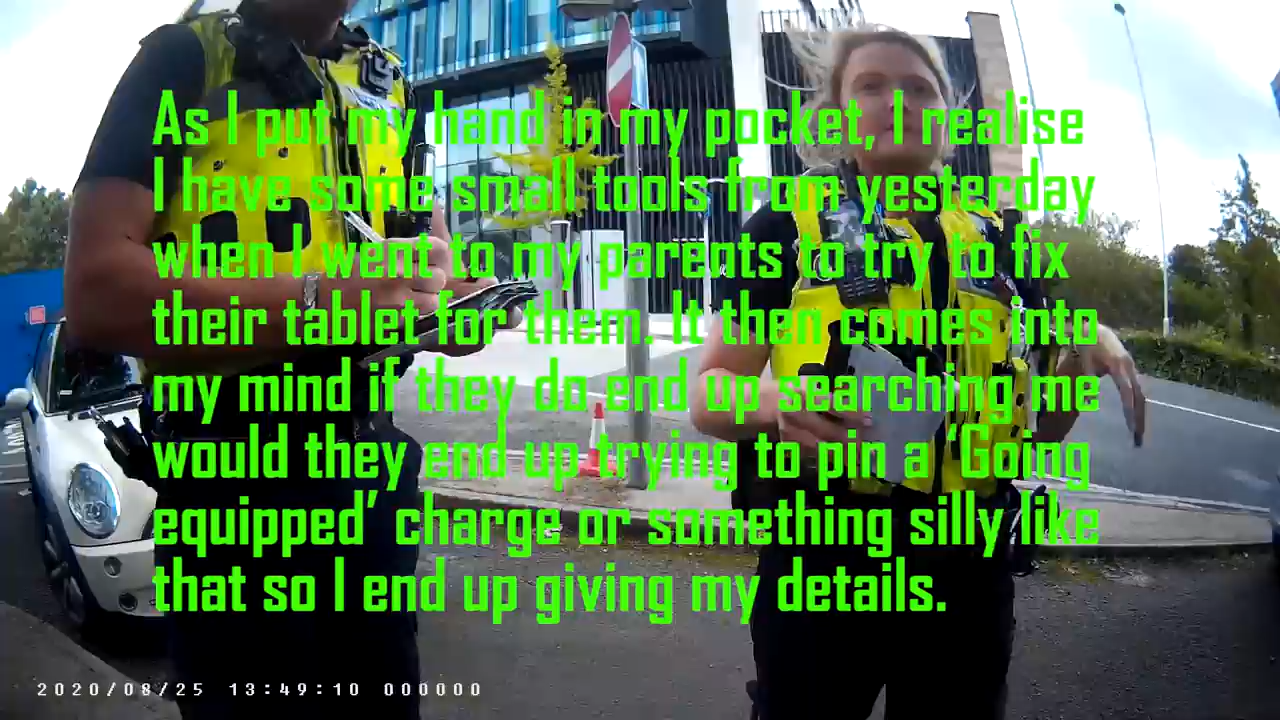 As I put my hand in my pocket, I realise
I have some small tools from yesterday
when I went to my parents to try to fix
their tablet for them. It then comes into
my mind if they do end up searching me
would they end up trying to pin a ‘Going
equipped’ charge or something silly like
that so I end up giving my details.
2020/08/25 13:49:10 000000